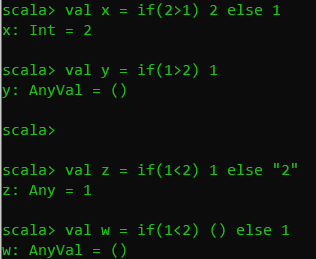 scala> val x = if(2>1) 2 else 1
x: Int = 2
scala> val y = if(1>2) 1
y: AnyVal = ()
scala>
scala> val z = if(1<2) 1 else "2"
z: Any = 1
scala> val w = if(1<2) () else 1
w: AnyVal = ()